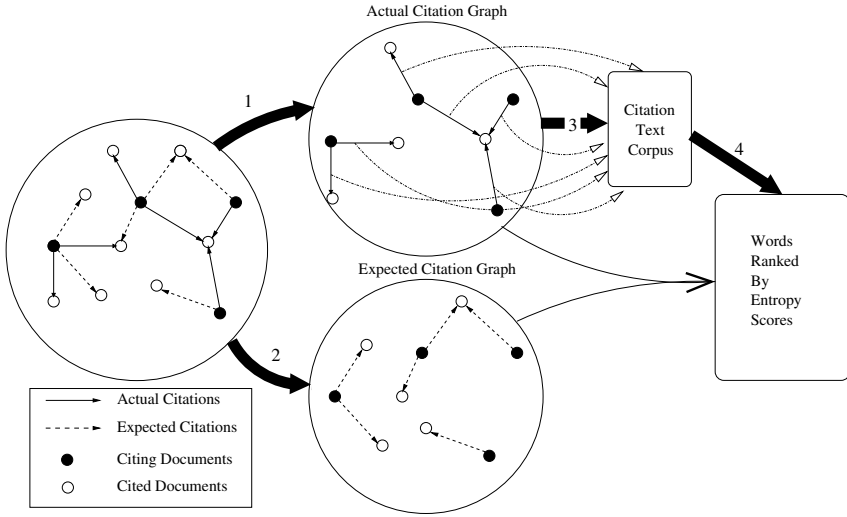 Actual Citation Graph
1
3
Citation
Text
Corpus
4
Words
Ranked
By
Entropy
Scores
Expected Citation Graph
2
Actual Citations
Expected Citations
Citing Documents
Cited Documents